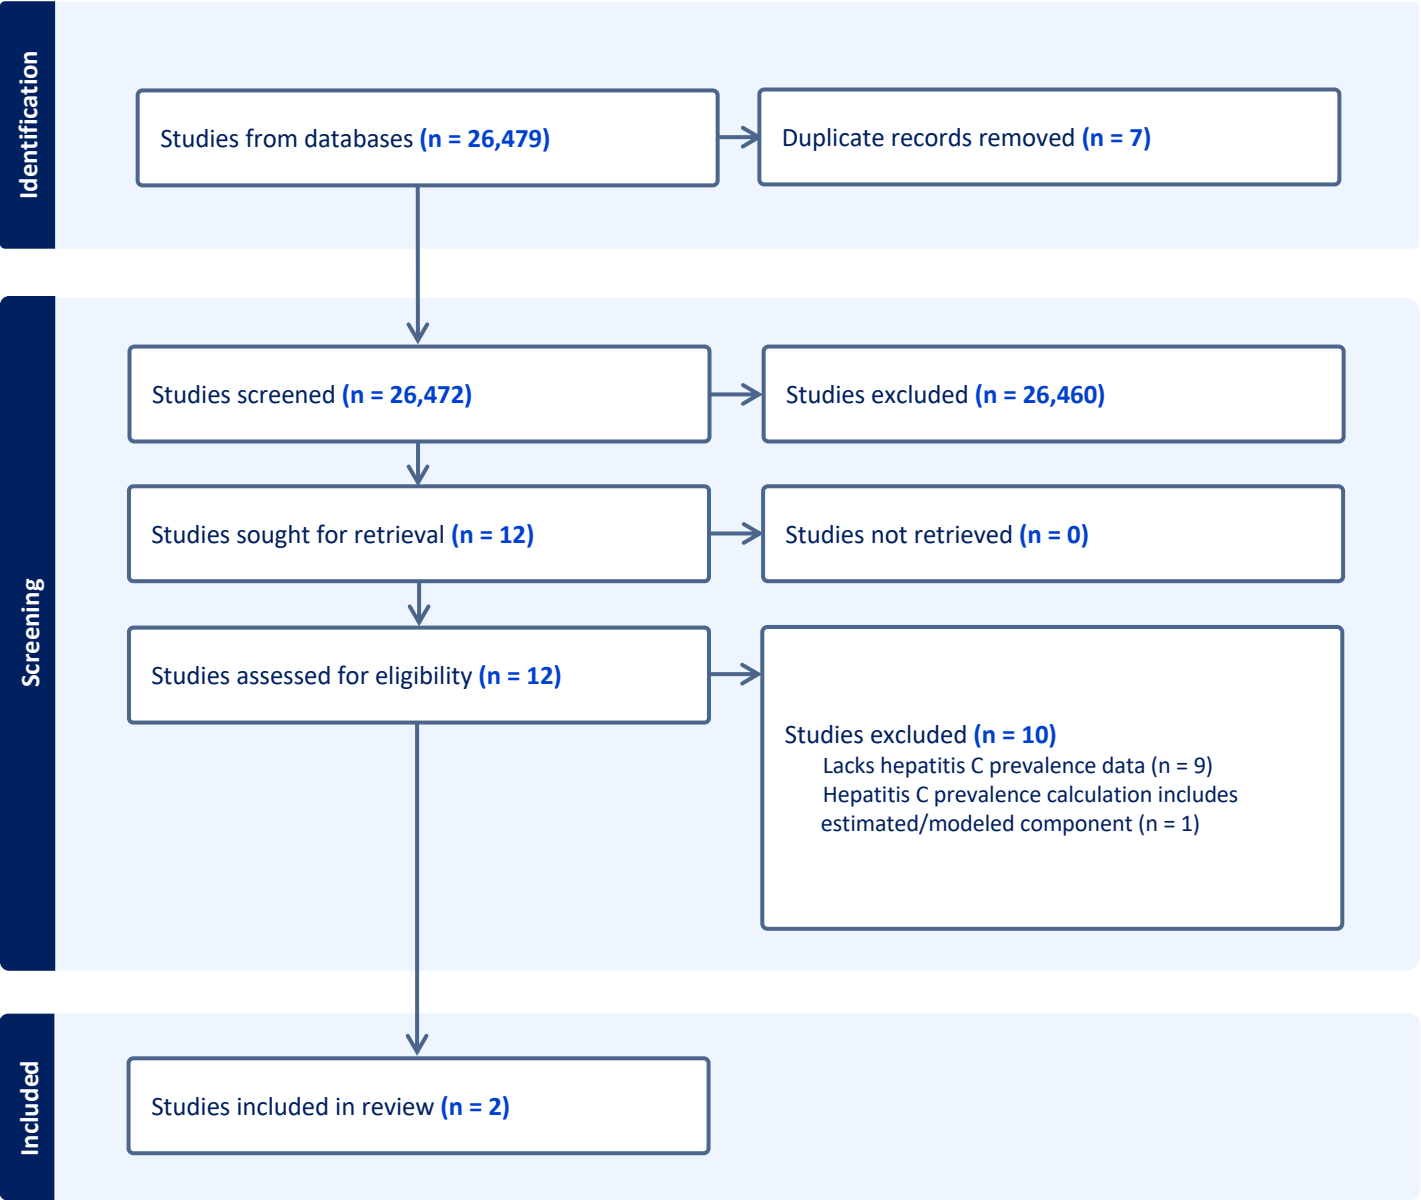 Identification
Studies from databases (n = 26,479)
Duplicate records removed (n = 7)
Screening
Studies screened (n = 26,472)
Studies excluded (n = 26,460)
Studies sought for retrieval (n = 12)
Studies not retrieved (n = 0)
Studies assessed for eligibility (n = 12)
Studies excluded (n = 10)
Lacks hepatitis C prevalence data (n = 9)
Hepatitis C prevalence calculation includes
estimated/modeled component (n = 1)
Included
Studies included in review (n = 2)